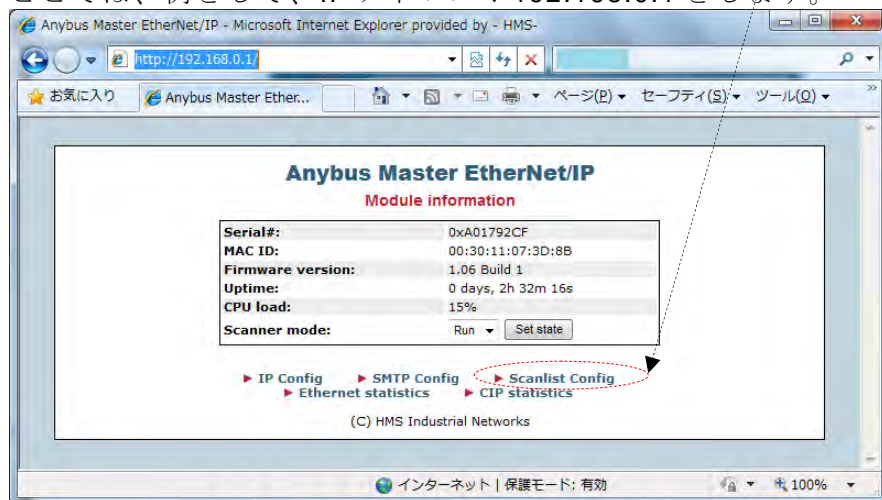 Anybus Master EtherNet/IP - Microsoft Internet Explorer provided by - HMS-
http://192.168.0.1/
お気に入り
Anybus Master Ether...
ページ(P)
セーフティ(S)
ツール(O)
Anybus Master EtherNet/IP
Module information
Serial#: 0xA01792CF
MAC ID: 00:30:11:07:3D:8B
Firmware version: 1.06 Build 1
Uptime: 0 days, 2h 32m 16s
CPU load: 15%
Scanner mode: Run Set state
IP Config SMTP Config Scanlist Config
Ethernet statistics CIP statistics
(C) HMS Industrial Networks
インターネット | 保護モード: 有効 100%